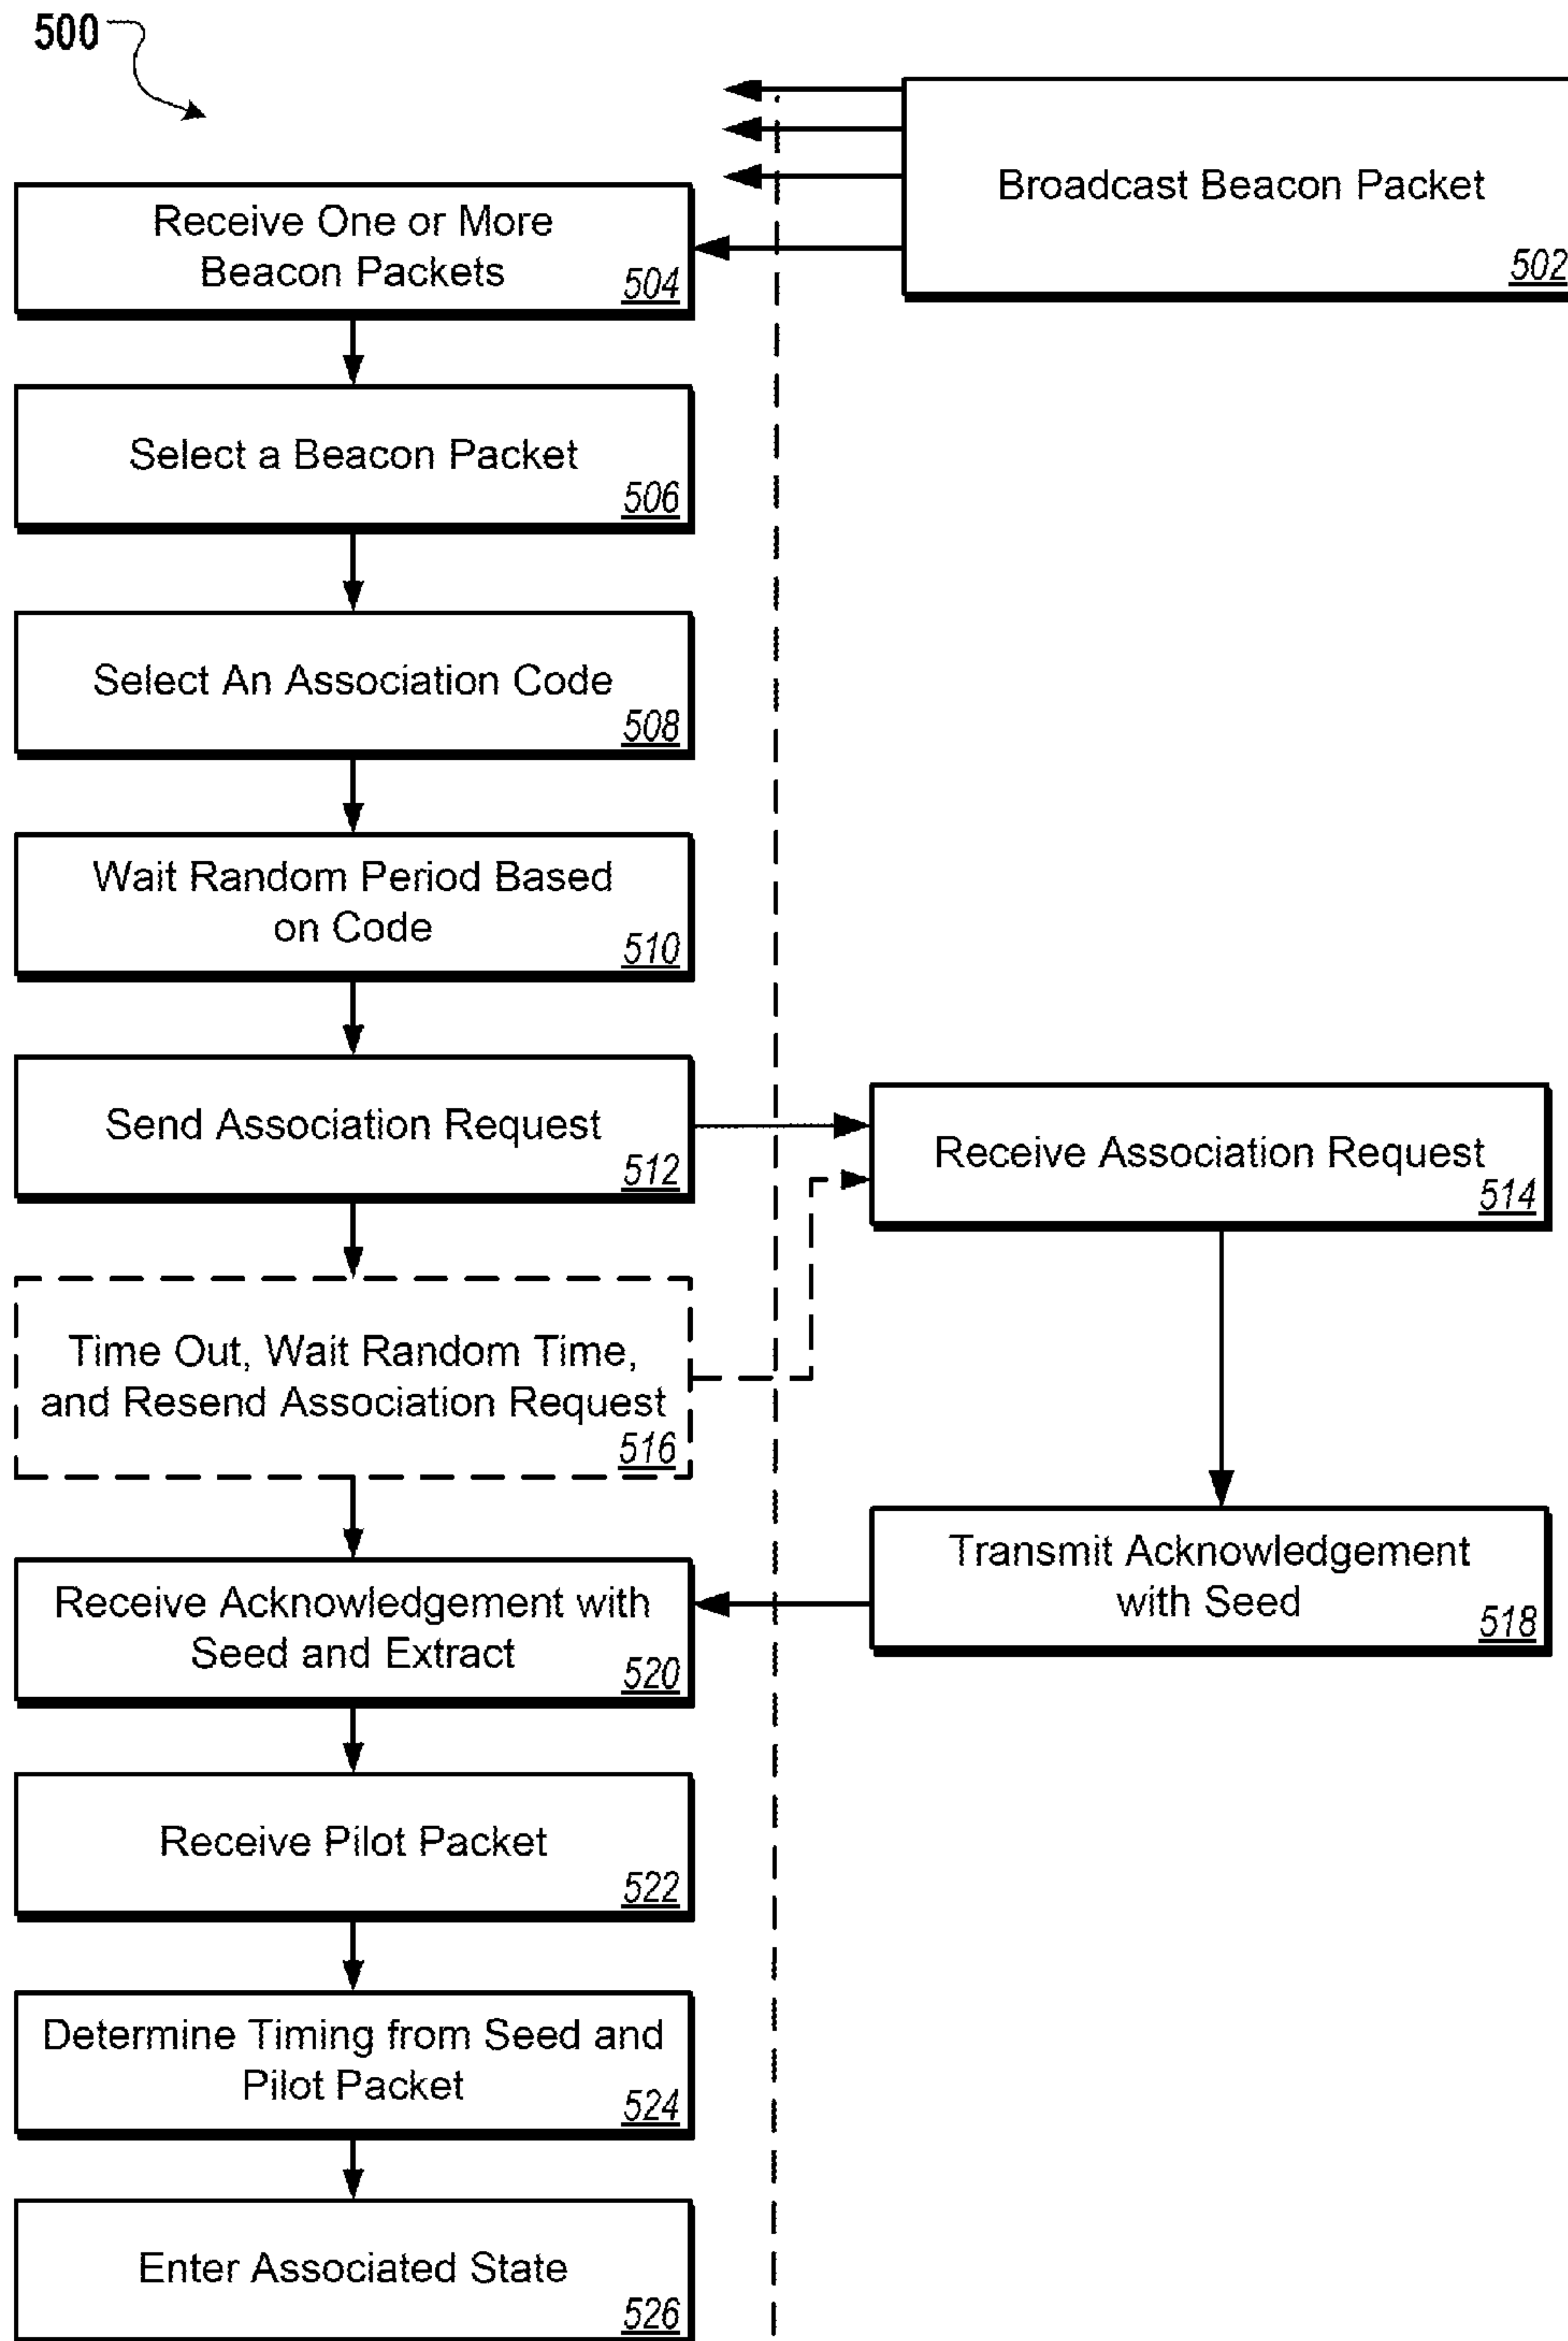 500
Broadcast Beacon Packet
502
Receive One or More
Beacon Packets
504
Select a Beacon Packet
506
Select An Association Code
508
Wait Random Period Based
on Code
510
Send Association Request
512
Receive Association Request
514
Time Out, Wait Random Time,
and Resend Association Request
516
Transmit Acknowledgement
with Seed
518
Receive Acknowledgement with
Seed and Extract
520
Receive Pilot Packet
522
Determine Timing from Seed and
Pilot Packet
524
Enter Associated State
526